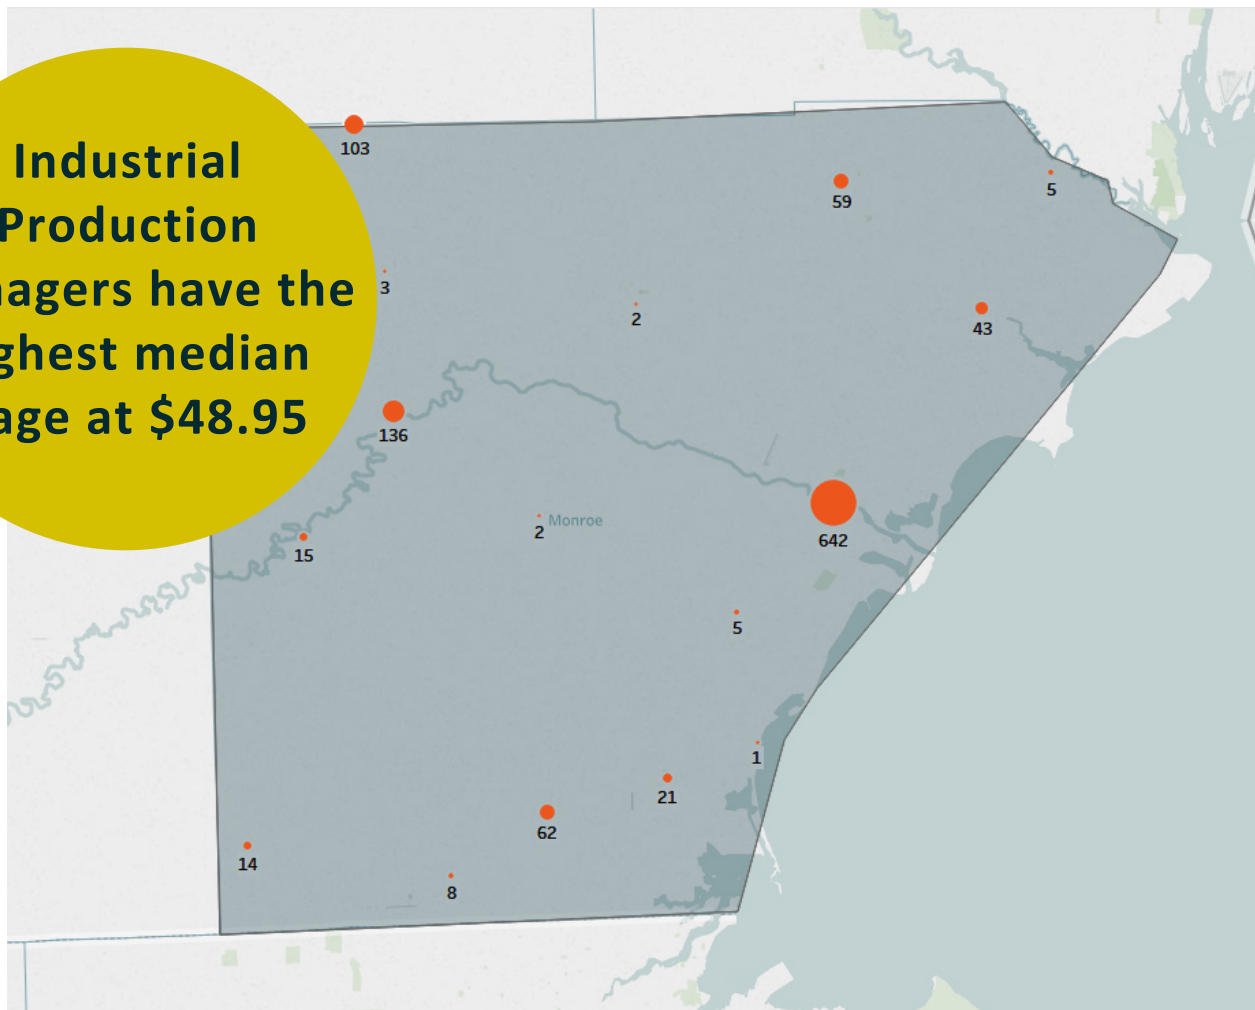 Industrial
Production
nagers have the
ghest median
age at $48.95
103
59
5
3
2
43
136
2 Monroe
642
15
5
1
21
62
14
8